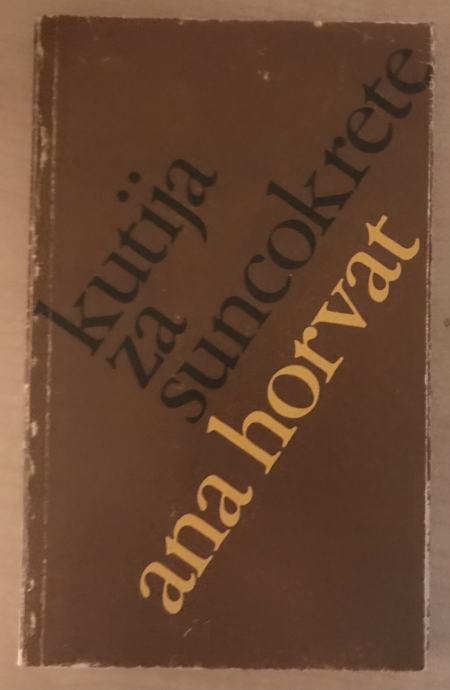 kutija
za
suncokrete
ana horvat